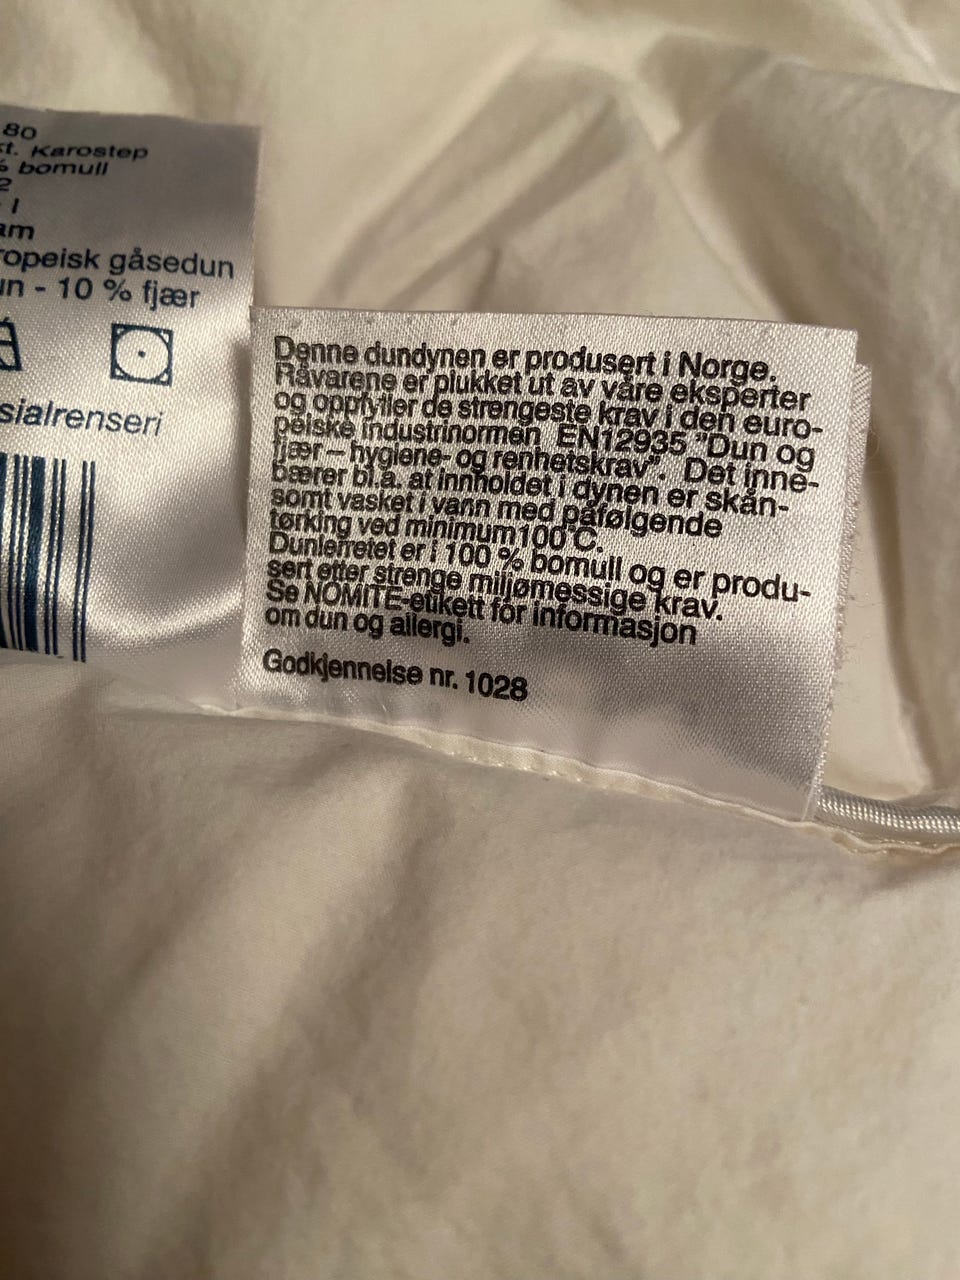 80
kt. Karostep
% bomull
2
- I
am
ropeisk gåsedun
un - 10 % fjær
sialrenseri
Denne dundynen er produsert i Norge.
Råvarene er plukket ut av våre eksperter
og oppfyller de strengeste krav i den euro-
peiske industrinormen EN12935 "Dun og
fjær – hygiene- og renhetskrav". Det inne-
bærer bl.a. at innholdet i dynen er skån-
somt vasket i vann med påfølgende
tørking ved minimum 100°C.
Dunlerretet er i 100 % bomull og er produ-
sert etter strenge miljømessige krav.
Se NOMITE-etikett for informasjon
om dun og allergi.
Godkjennelse nr. 1028